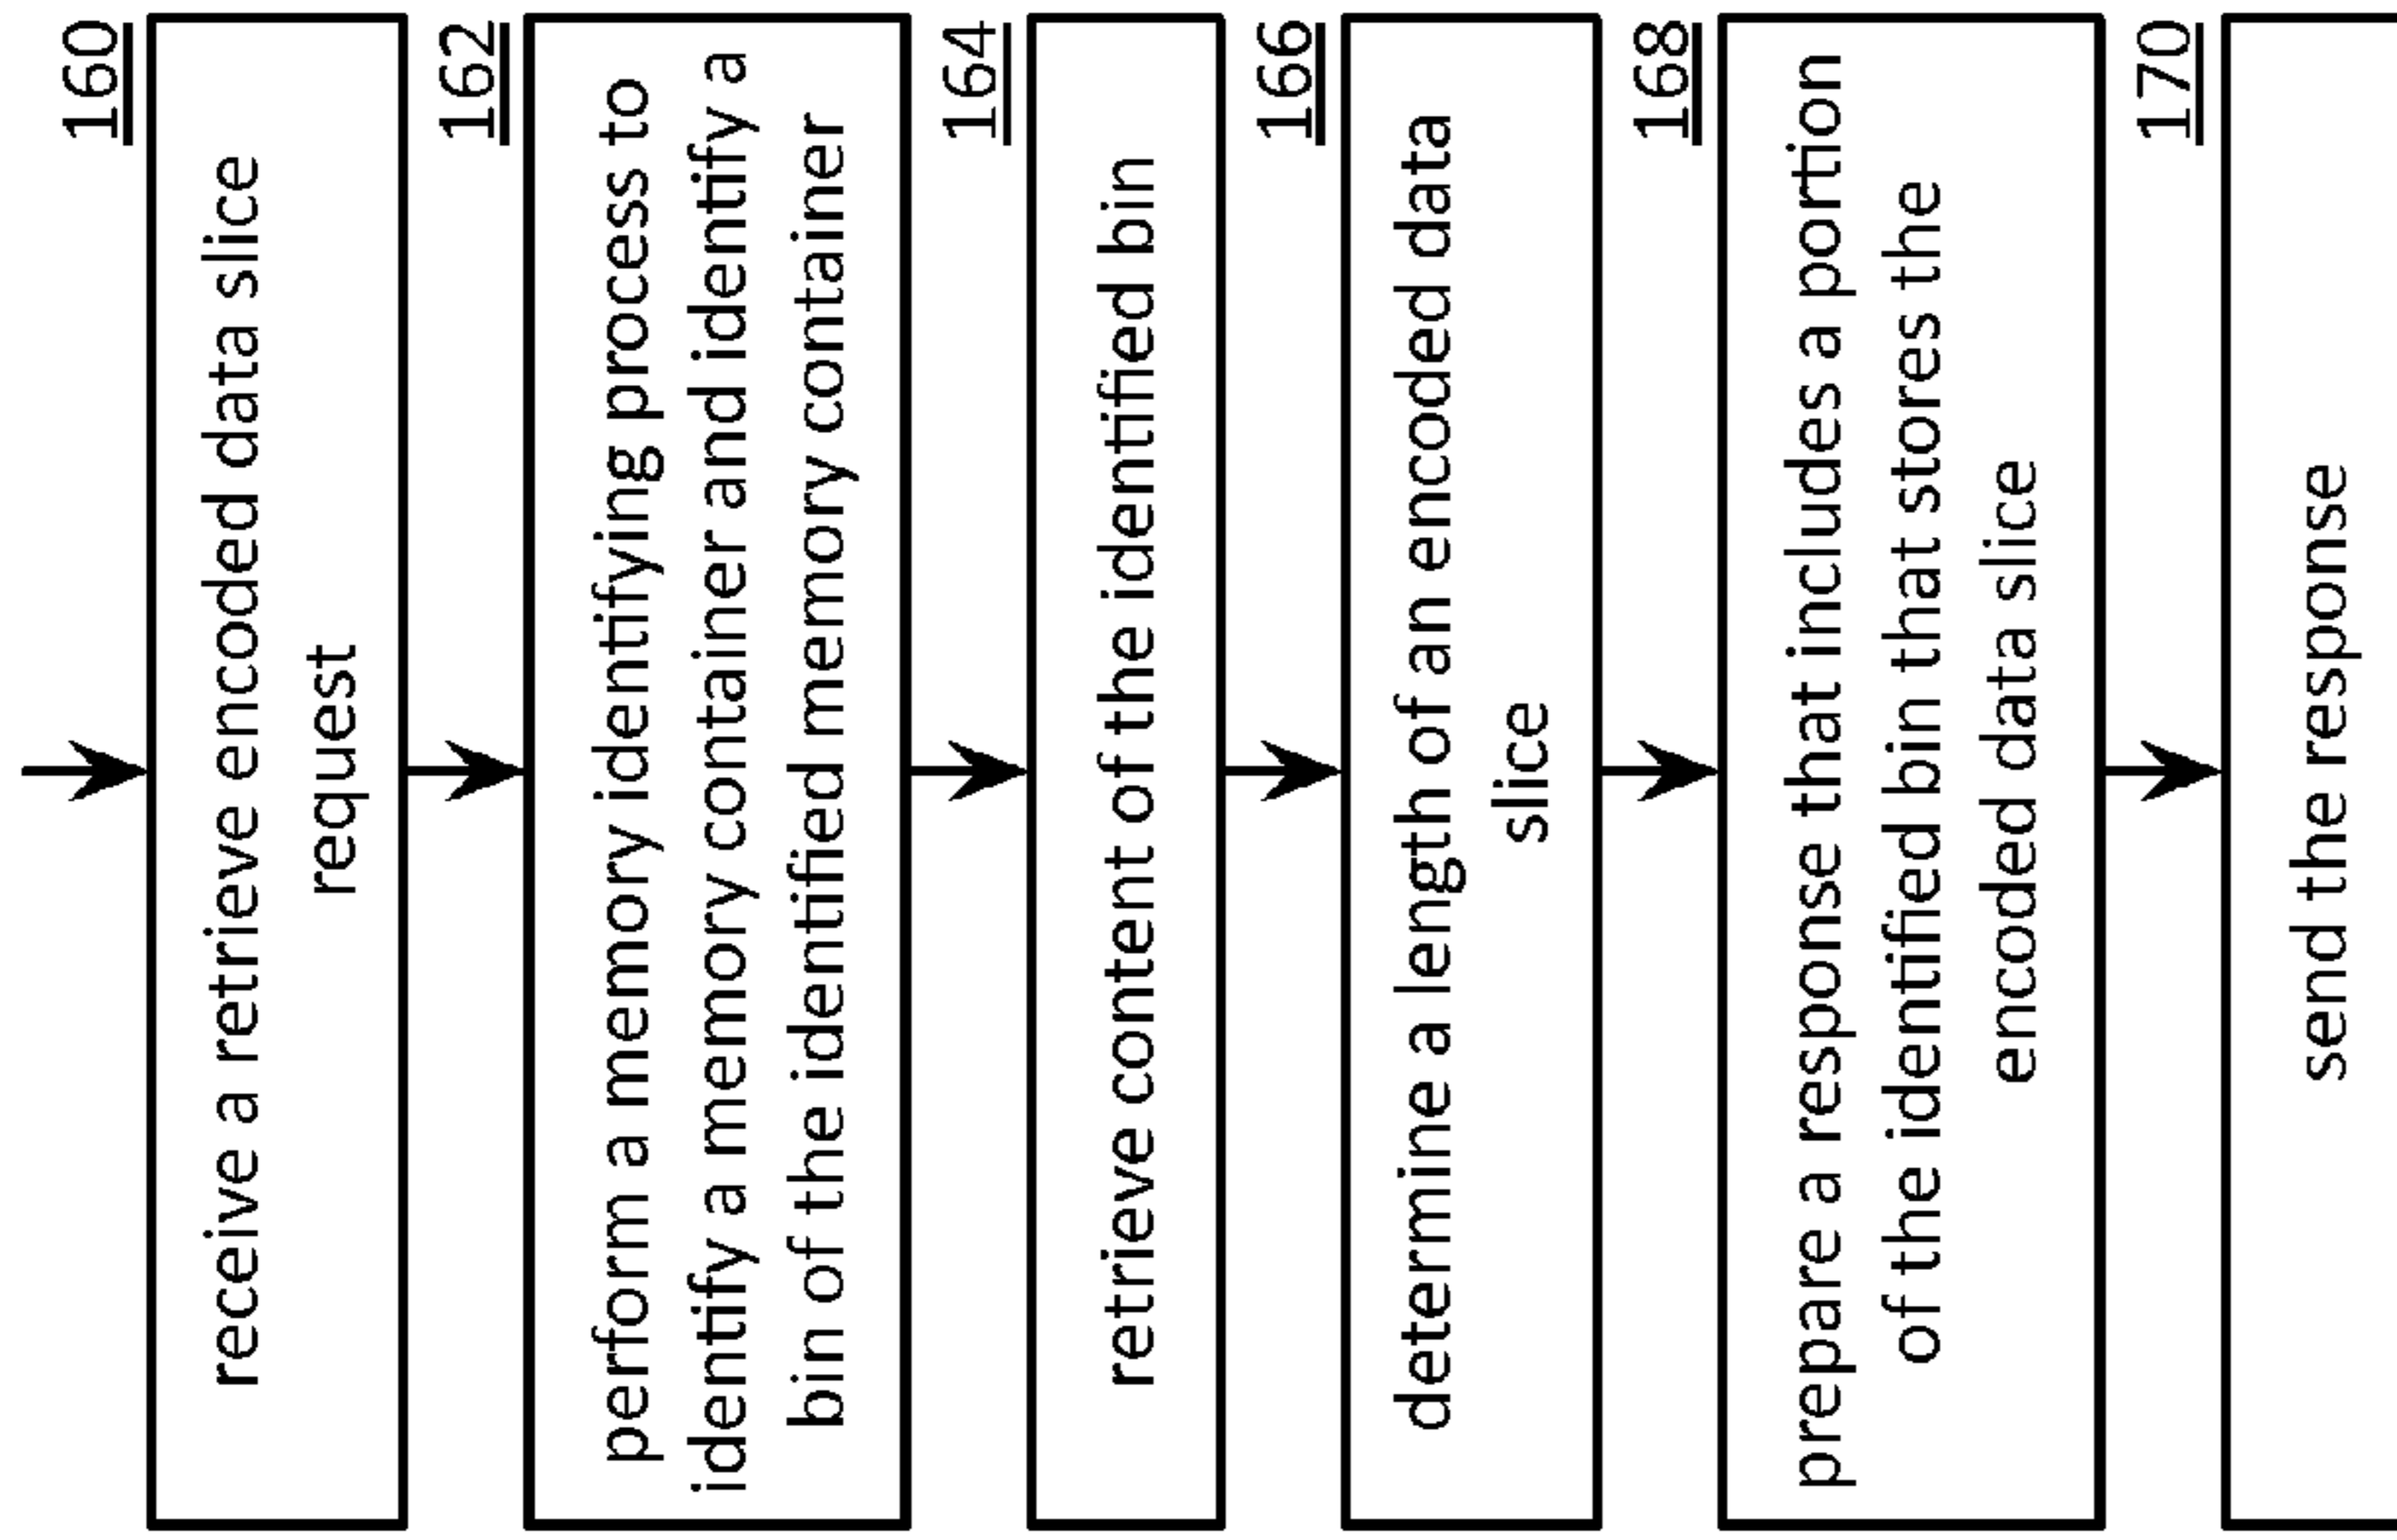 160
receive a retrieve encoded data slice
request
162
perform a memory identifying process to
identify a memory container and identify a
bin of the identified memory container
164
retrieve content of the identified bin
166
determine a length of an encoded data
slice
168
prepare a response that includes a portion
of the identified bin that stores the
encoded data slice
170
send the response